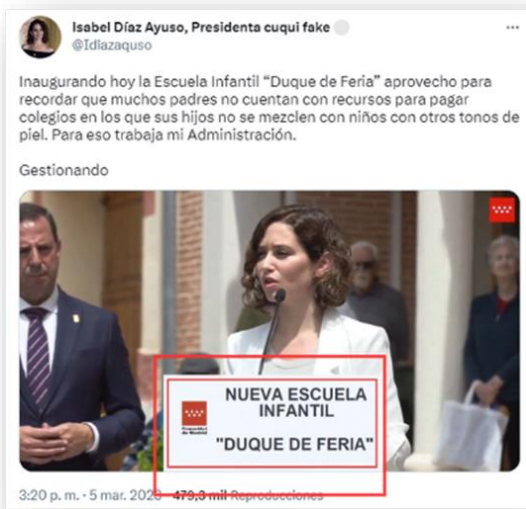 Isabel Díaz Ayuso, Presidenta cuqui fake
@Idlazaquso
Inaugurando hoy la Escuela Infantil “Duque de Feria” aprovecho para
recordar que muchos padres no cuentan con recursos para pagar
colegios en los que sus hijos no se mezclen con niños con otros tonos de
piel. Para eso trabaja mi Administración.
Gestionando
NUEVA ESCUELA
INFANTIL
Comunidad
de Madrid
"DUQUE DE FERIA"
3:20 p. m. · 5 mar. 2023 479,3 mil Reproducciones